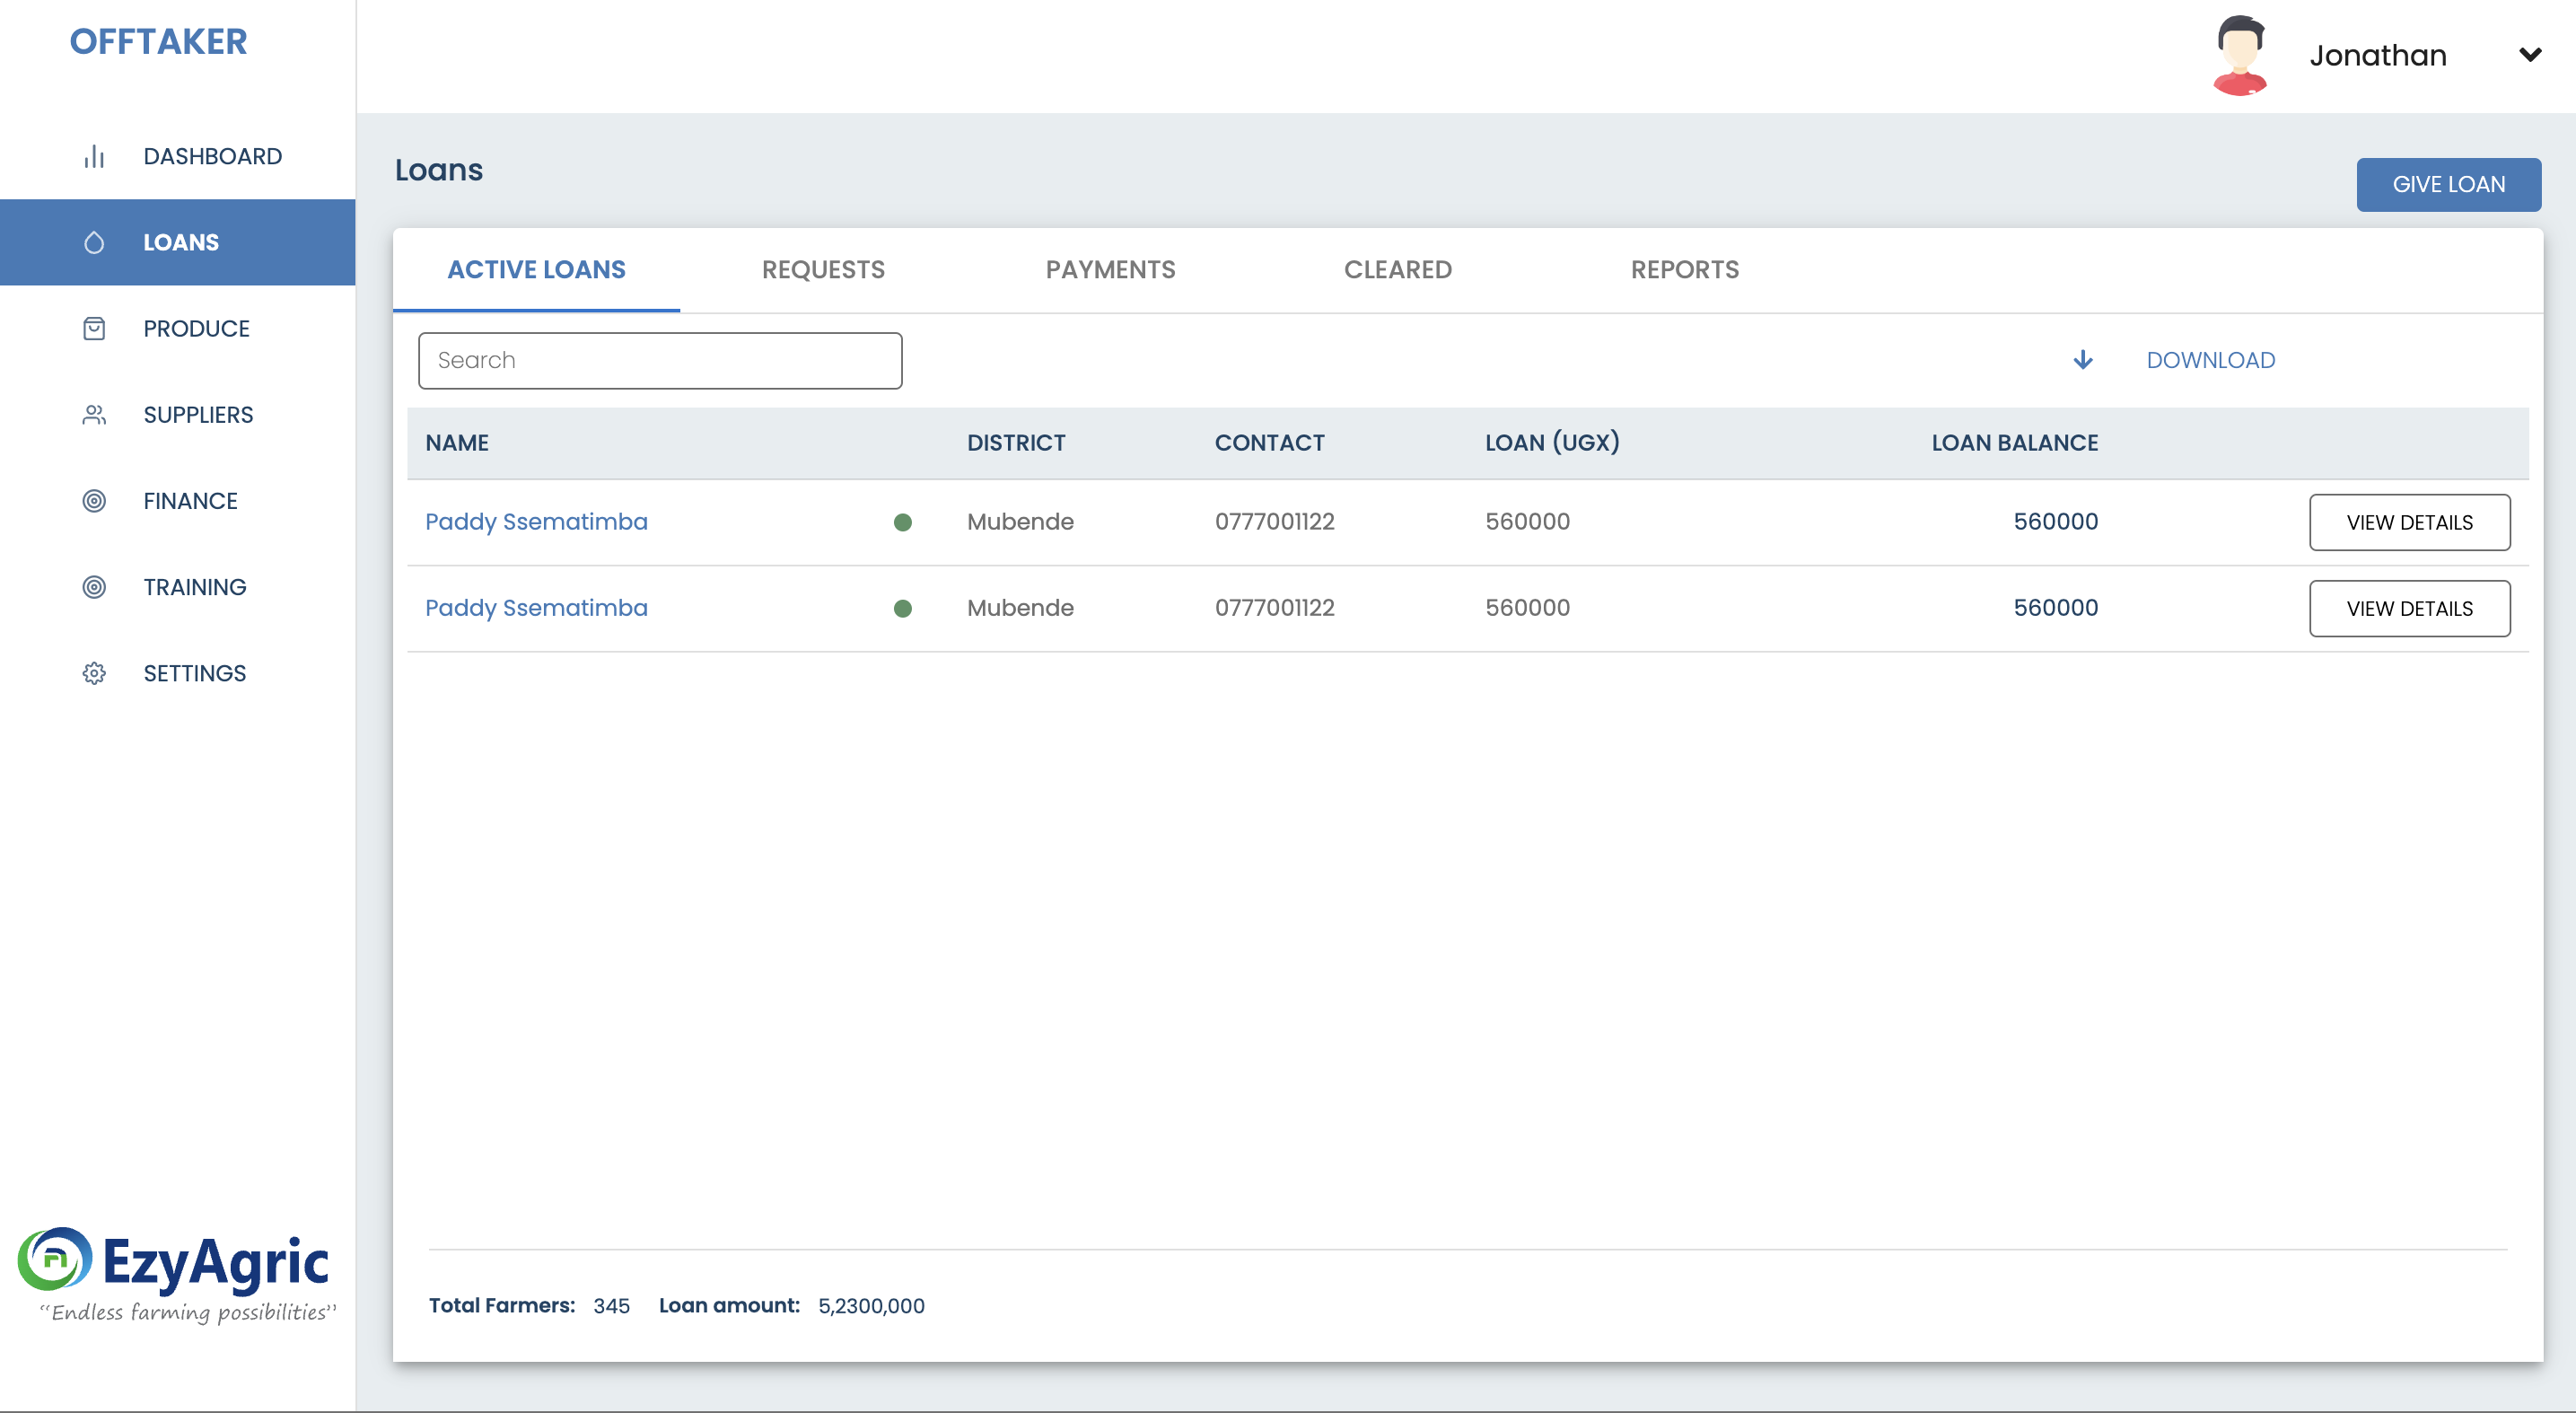 OFFTAKER
Jonathan
DASHBOARD
LOANS
PRODUCE
SUPPLIERS
FINANCE
TRAINING
SETTINGS
EzyAgric
“Endless farming possibilities”
Loans
GIVE LOAN
ACTIVE LOANS REQUESTS PAYMENTS CLEARED REPORTS
Search DOWNLOAD
NAME DISTRICT CONTACT LOAN (UGX) LOAN BALANCE
Paddy Ssematimba Mubende 0777001122 560000 560000 VIEW DETAILS
Paddy Ssematimba Mubende 0777001122 560000 560000 VIEW DETAILS
Total Farmers: 345 Loan amount: 5,2300,000